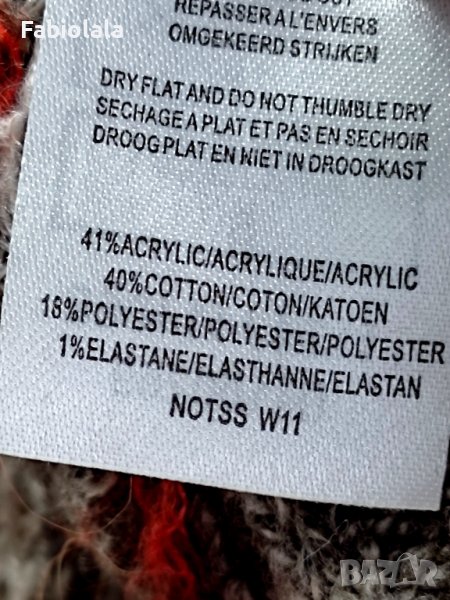 Fabiolala
REPASSER A L'ENVERS
OMGEKEERD STRIJKEN
DRY FLAT AND DO NOT THUMBLE DRY
SECHAGE A PLAT ET PAS EN SECHOIR
DROOG PLAT EN NIET IN DROOGKAST
41%ACRYLIC/ACRYLIQUE/ACRYLIC
40%COTTON/COTON/KATOEN
18%POLYESTER/POLYESTER/POLYESTER
1%ELASTANE/ELASTHANNE/ELASTAN
NOTSS W11
BAZAR